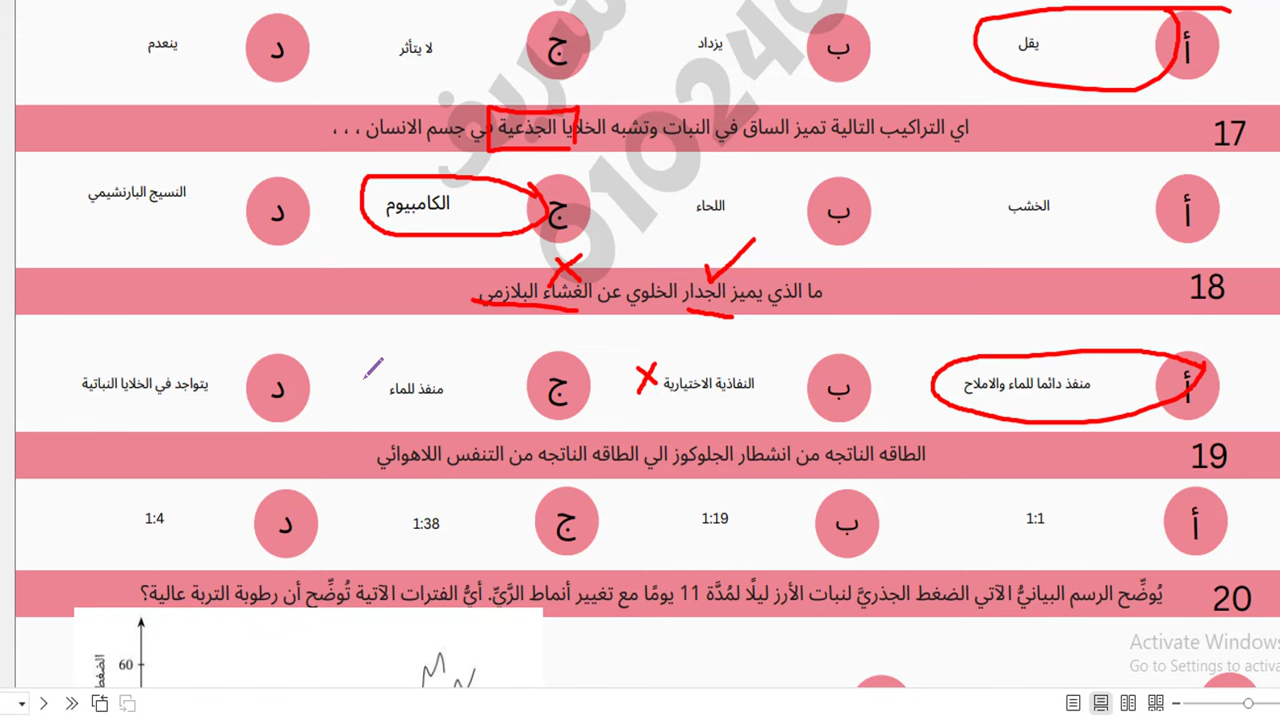 أ يقل ب يزداد ج لا يتأثر د ينعدم
17 اي التراكيب التالية تميز الساق في النبات وتشبه الخلايا الجذعية في جسم الانسان ، ، ،
أ الخشب ب اللحاء ج الكامبيوم د النسيج البارنشيمي
18 ما الذي يميز الجدار الخلوي عن الغشاء البلازمي
أ منفذ دائما للماء والاملاح ب النفاذية الاختيارية ج منفذ للماء د يتواجد في الخلايا النباتية
19 الطاقه الناتجه من انشطار الجلوكوز الي الطاقه الناتجه من التنفس اللاهوائي
أ 1:1 ب 1:19 ج 1:38 د 1:4
20 يُوضِّح الرسم البيانيُّ الآتي الضغط الجذريَّ لنبات الأرز ليلًا لمُدَّة 11 يومًا مع تغيير أنماط الرَّيِّ. أيُّ الفترات الآتية تُوضِّح أن رطوبة التربة عالية؟
60
Activate Windows
Go to Settings to activa
010240